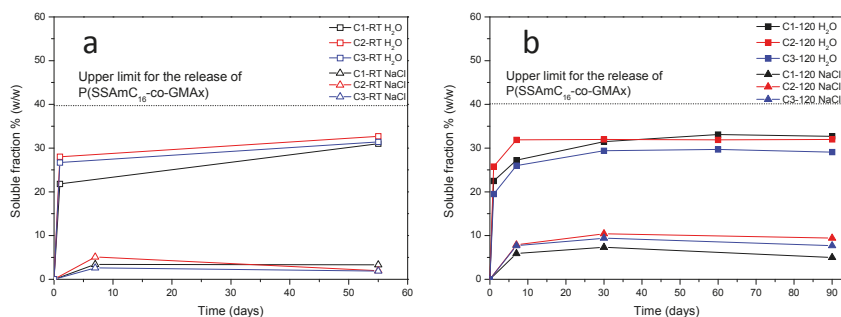 a
C1-RT H₂O
C2-RT H₂O
C3-RT H₂O
C1-RT NaCl
C2-RT NaCl
C3-RT NaCl
Upper limit for the release of
P(SSAmC₁₆-co-GMAx)
60
50
40
30
20
10
0
Soluble fraction % (w/w)
0 10 20 30 40 50 60
Time (days)
b
C1-120 H₂O
C2-120 H₂O
C3-120 H₂O
C1-120 NaCl
C2-120 NaCl
C3-120 NaCl
Upper limit for the release of
P(SSAmC₁₆-co-GMAx)
60
50
40
30
20
10
0
Soluble fraction % (w/w)
0 10 20 30 40 50 60 70 80 90
Time (days)